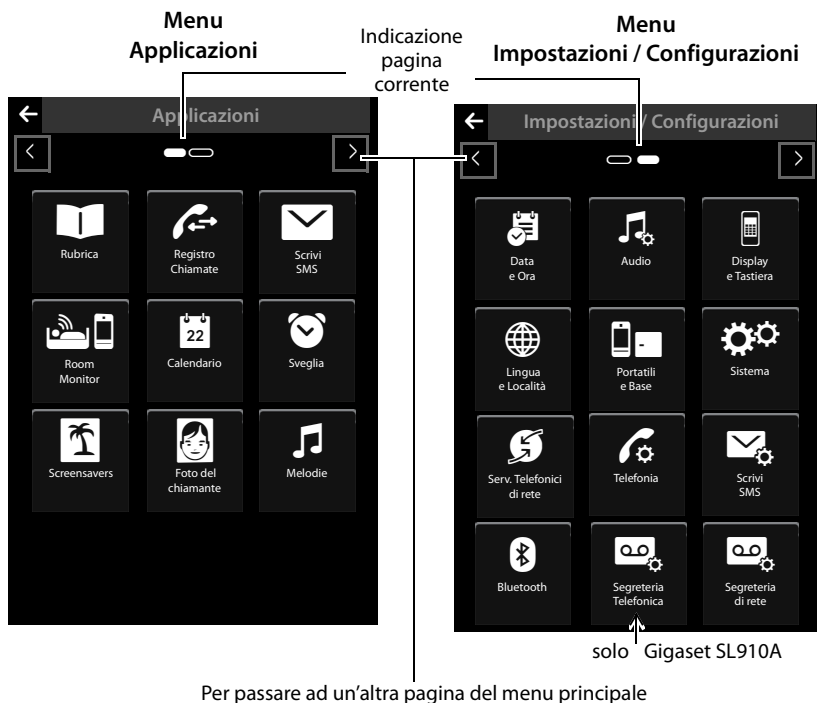 Menu
Applicazioni
Indicazione
pagina
corrente
Menu
Impostazioni / Configurazioni
Applicazioni
Rubrica
Registro
Chiamate
Scrivi
SMS
Room
Monitor
22
Calendario
Sveglia
Screensavers
Foto del
chiamante
Melodie
Impostazioni / Configurazioni
Data
e Ora
Audio
Display
e Tastiera
Lingua
e Località
Portatili
e Base
Sistema
Serv. Telefonici
di rete
Telefonia
Scrivi
SMS
Bluetooth
Segreteria
Telefonica
Segreteria
di rete
solo Gigaset SL910A
Per passare ad un'altra pagina del menu principale